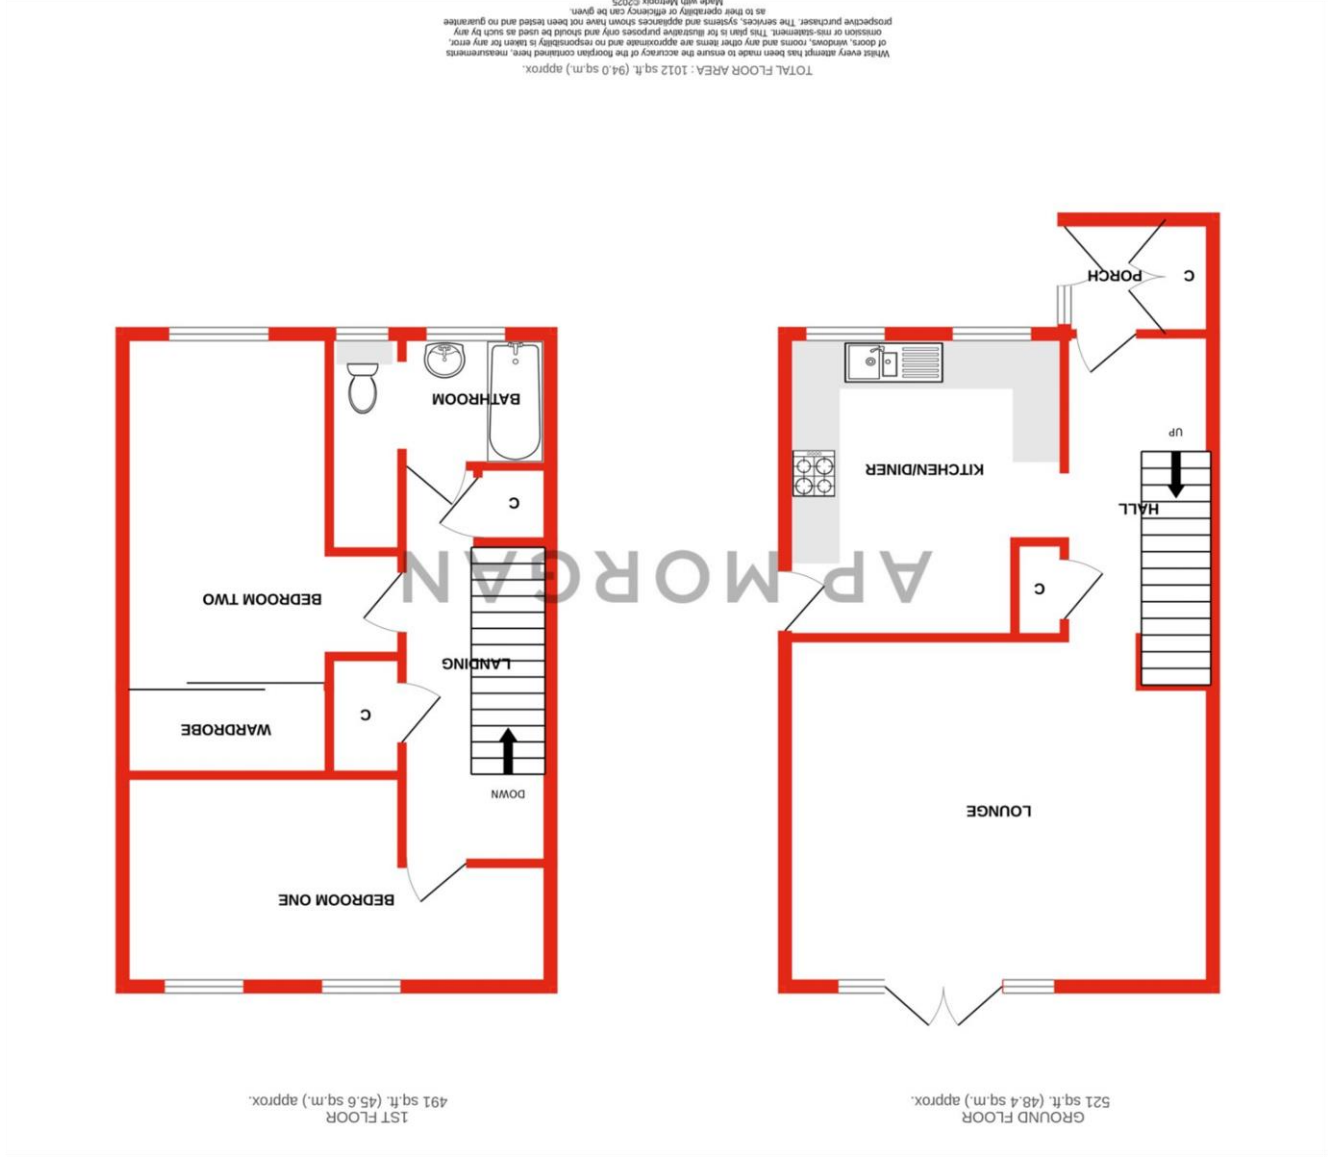 GROUND FLOOR
521 sq.ft. (48.4 sq.m.) approx.
1ST FLOOR
491 sq.ft. (45.6 sq.m.) approx.
LOUNGE
C
HALL
KITCHEN/DINER
UP
PORCH
C
BEDROOM ONE
DOWN
WARDROBE
C
LANDING
BEDROOM TWO
C
BATHROOM
AP MORGAN
TOTAL FLOOR AREA : 1012 sq.ft. (94.0 sq.m.) approx.
Whilst every attempt has been made to ensure the accuracy of the floorplan contained here, measurements
of doors, windows, rooms and any other items are approximate and no responsibility is taken for any error,
omission or mis-statement. This plan is for illustrative purposes only and should be used as such by any
prospective purchaser. The services, systems and appliances shown have not been tested and no guarantee
as to their operability or efficiency can be given.
Made with Metropix ©2025